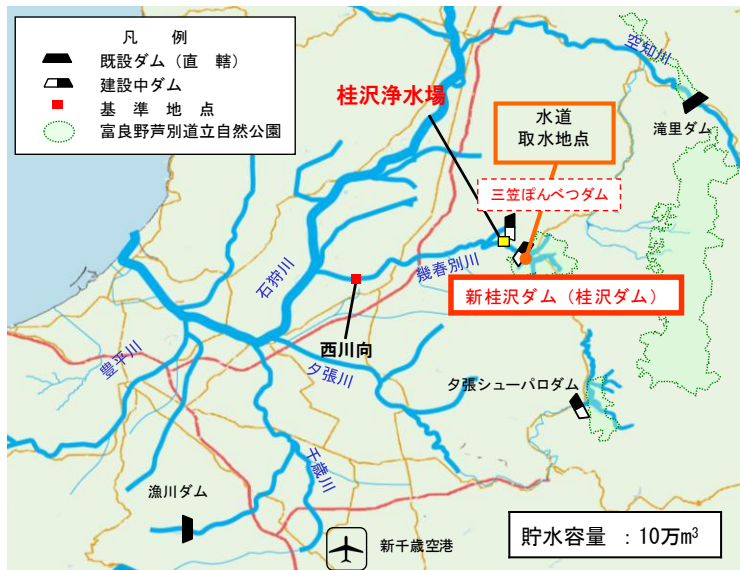 凡 例
既設ダム（直 轄）
建設中ダム
基 準 地 点
富良野芦別道立自然公園
空知川
滝里ダム
桂沢浄水場
水道
取水地点
三笠ぽんべつダム
幾春別川
新桂沢ダム（桂沢ダム）
石狩川
西川向
豊平川
夕張川
夕張シューパロダム
千歳川
漁川ダム
新千歳空港
貯水容量 ：10万m³